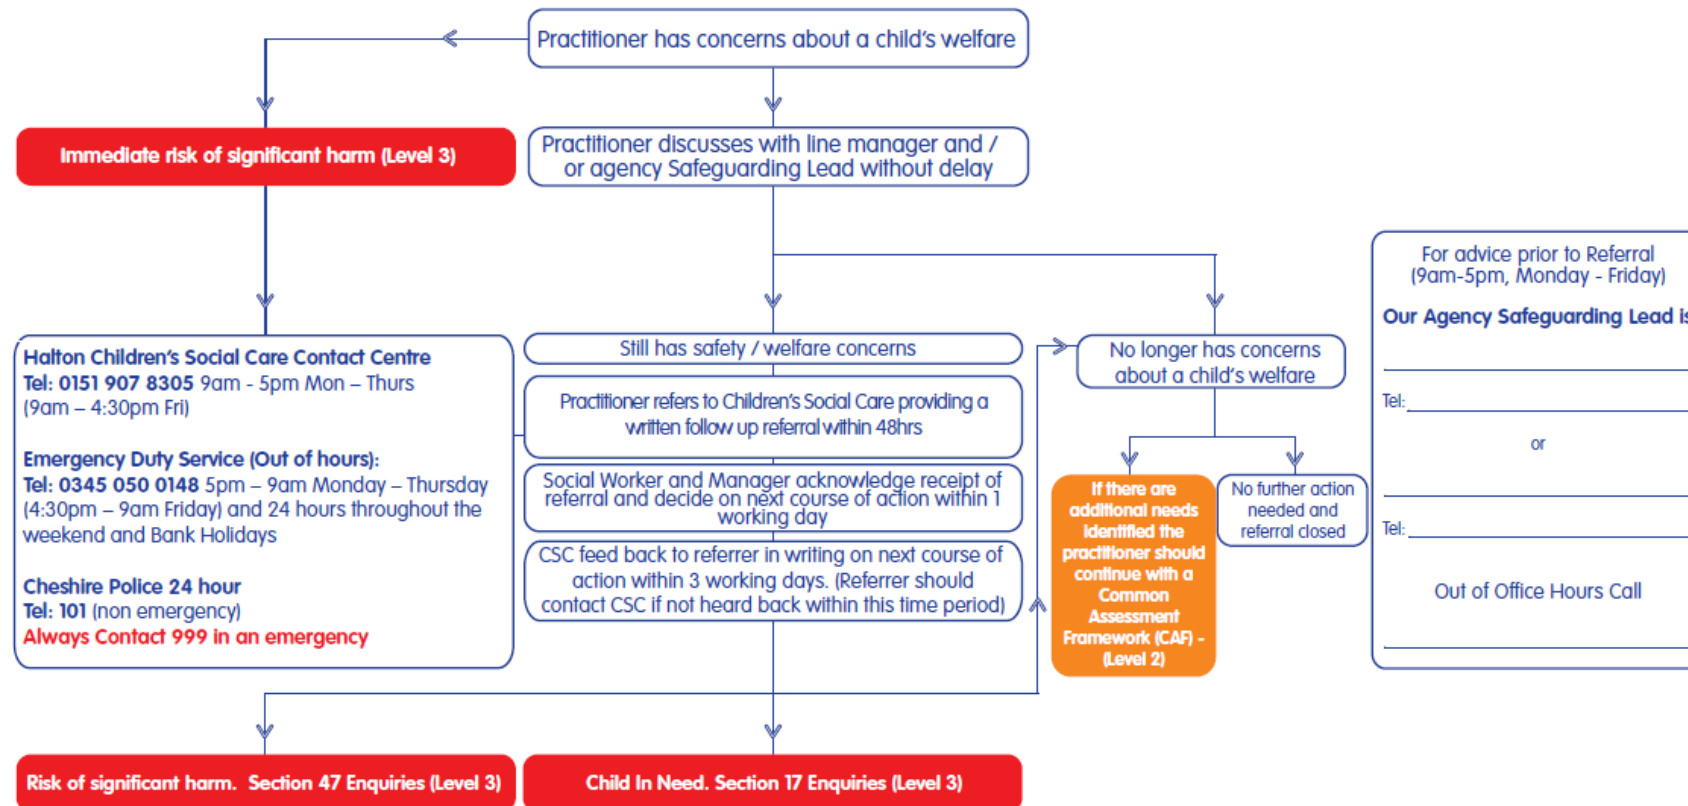 Practitioner has concerns about a child's welfare
Immediate risk of significant harm (Level 3)
Practitioner discusses with line manager and /
or agency Safeguarding Lead without delay
For advice prior to Referral
(9am-5pm, Monday - Friday)
Our Agency Safeguarding Lead is
Tel:
or
Tel:
Out of Office Hours Call
Halton Children's Social Care Contact Centre
Tel: 0151 907 8305 9am - 5pm Mon – Thurs
(9am – 4:30pm Fri)
Emergency Duty Service (Out of hours):
Tel: 0345 050 0148 5pm – 9am Monday – Thursday
(4:30pm – 9am Friday) and 24 hours throughout the
weekend and Bank Holidays
Cheshire Police 24 hour
Tel: 101 (non emergency)
Always Contact 999 in an emergency
Still has safety / welfare concerns
Practitioner refers to Children's Social Care providing a
written follow up referral within 48hrs
Social Worker and Manager acknowledge receipt of
referral and decide on next course of action within 1
working day
CSC feed back to referrer in writing on next course of
action within 3 working days. (Referrer should
contact CSC if not heard back within this time period)
No longer has concerns
about a child's welfare
If there are
additional needs
identified the
practitioner should
continue with a
Common
Assessment
Framework (CAF) -
(Level 2)
No further action
needed and
referral closed
Risk of significant harm. Section 47 Enquiries (Level 3)
Child In Need. Section 17 Enquiries (Level 3)